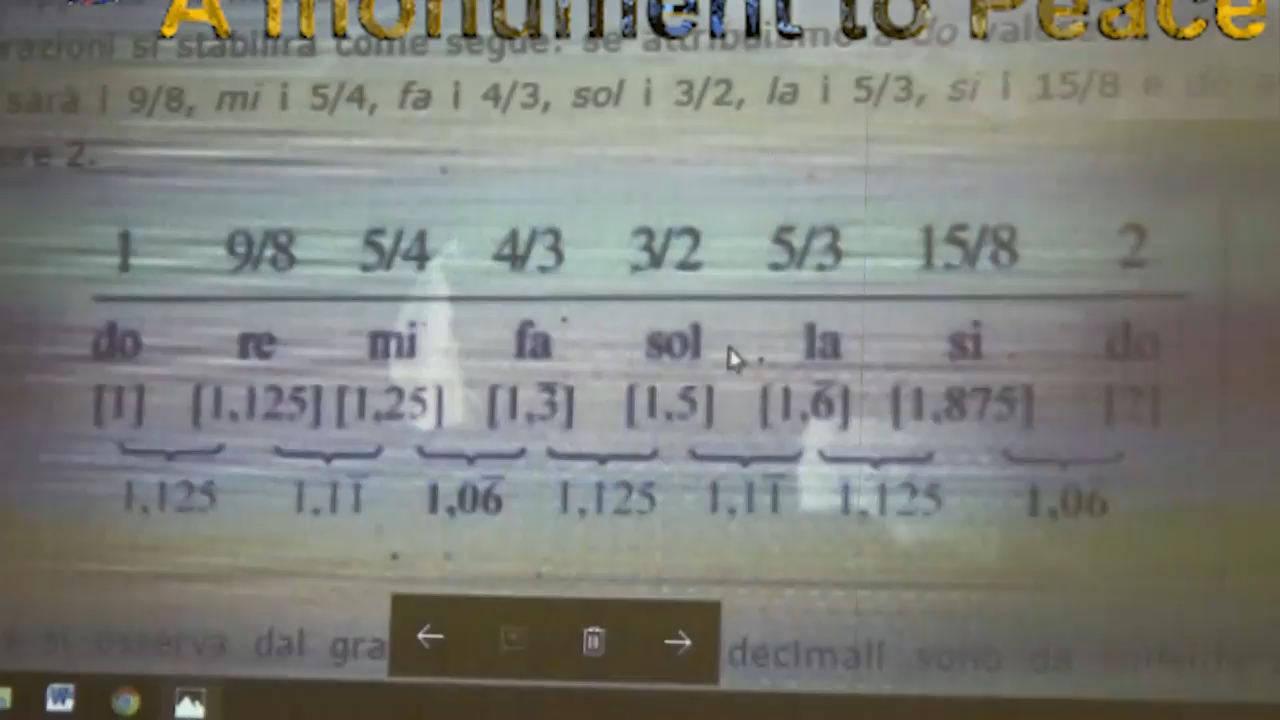 A monument to Peace
razioni si stabilirà come segue: se
sarà i 9/8, mi i 5/4, fa i 4/3, sol i 3/2, la i 5/3, si i 15/8 e do
re 2.
1 9/8 5/4 4/3 3/2 5/3 15/8 2
do re mi fa sol la si do
[1] [1,125] [1,25] [1,3̅] [1,5] [1,6̅] [1,875] [2]
1,125 1,11̅ 1,06̅ 1,125 1,11̅ 1,125 1,06
si osserva dal gra decimali sono da